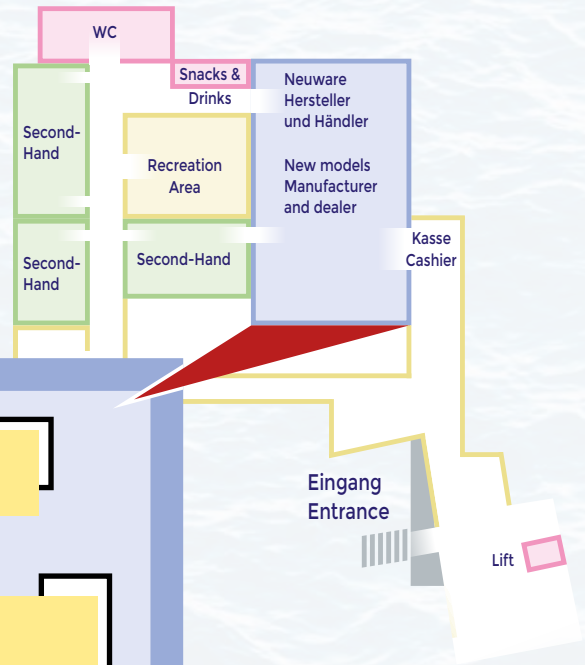 WC
Snacks &
Drinks
Neuware
Hersteller
und Händler
New models
Manufacturer
and dealer
Second-
Hand
Recreation
Area
Second-
Hand
Second-Hand
Kasse
Cashier
Eingang
Entrance
Lift